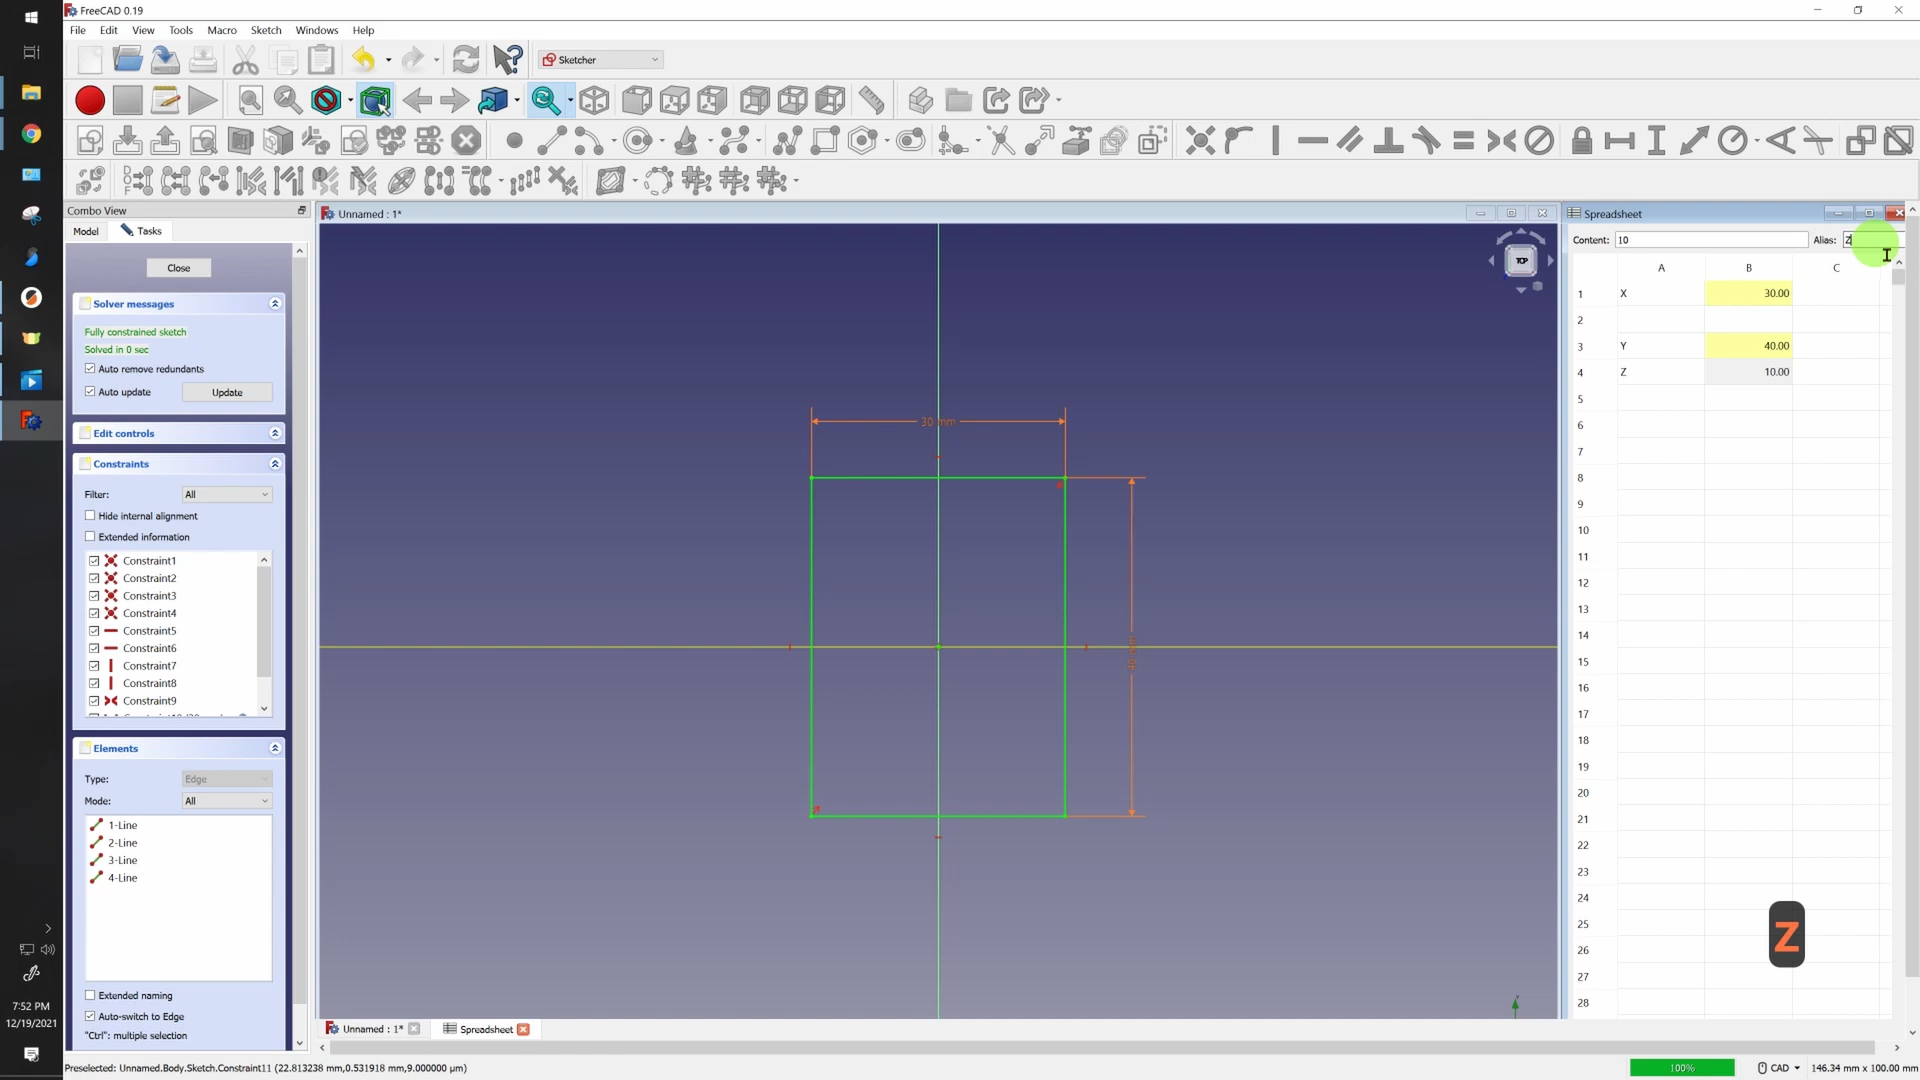 FreeCAD 0.19
File Edit View Tools Macro Sketch Windows Help
Sketcher
Combo View
Model Tasks
Close
Solver messages
Fully constrained sketch
Solved in 0 sec
Auto remove redundants
Auto update Update
Edit controls
Constraints
Filter: All
Hide internal alignment
Extended information
Constraint1
Constraint2
Constraint3
Constraint4
Constraint5
Constraint6
Constraint7
Constraint8
Constraint9
Elements
Type: Edge
Mode: All
1-Line
2-Line
3-Line
4-Line
Extended naming
Auto-switch to Edge
"Ctrl": multiple selection
Unnamed : 1*
TOP
30 mm
Y
Unnamed : 1* Spreadsheet
Spreadsheet
Content: 10 Alias: Z
A B C
1 X 30.00
2
3 Y 40.00
4 Z 10.00
5
6
7
8
9
10
11
12
13
14
15
16
17
18
19
20
21
22
23
24
25
26
27
28
Z
7:52 PM
12/19/2021
Preselected: Unnamed.Body.Sketch.Constraint11 (22.813238 mm,0.531918 mm,9.000000 µm)
100% CAD 146.34 mm x 100.00 mm